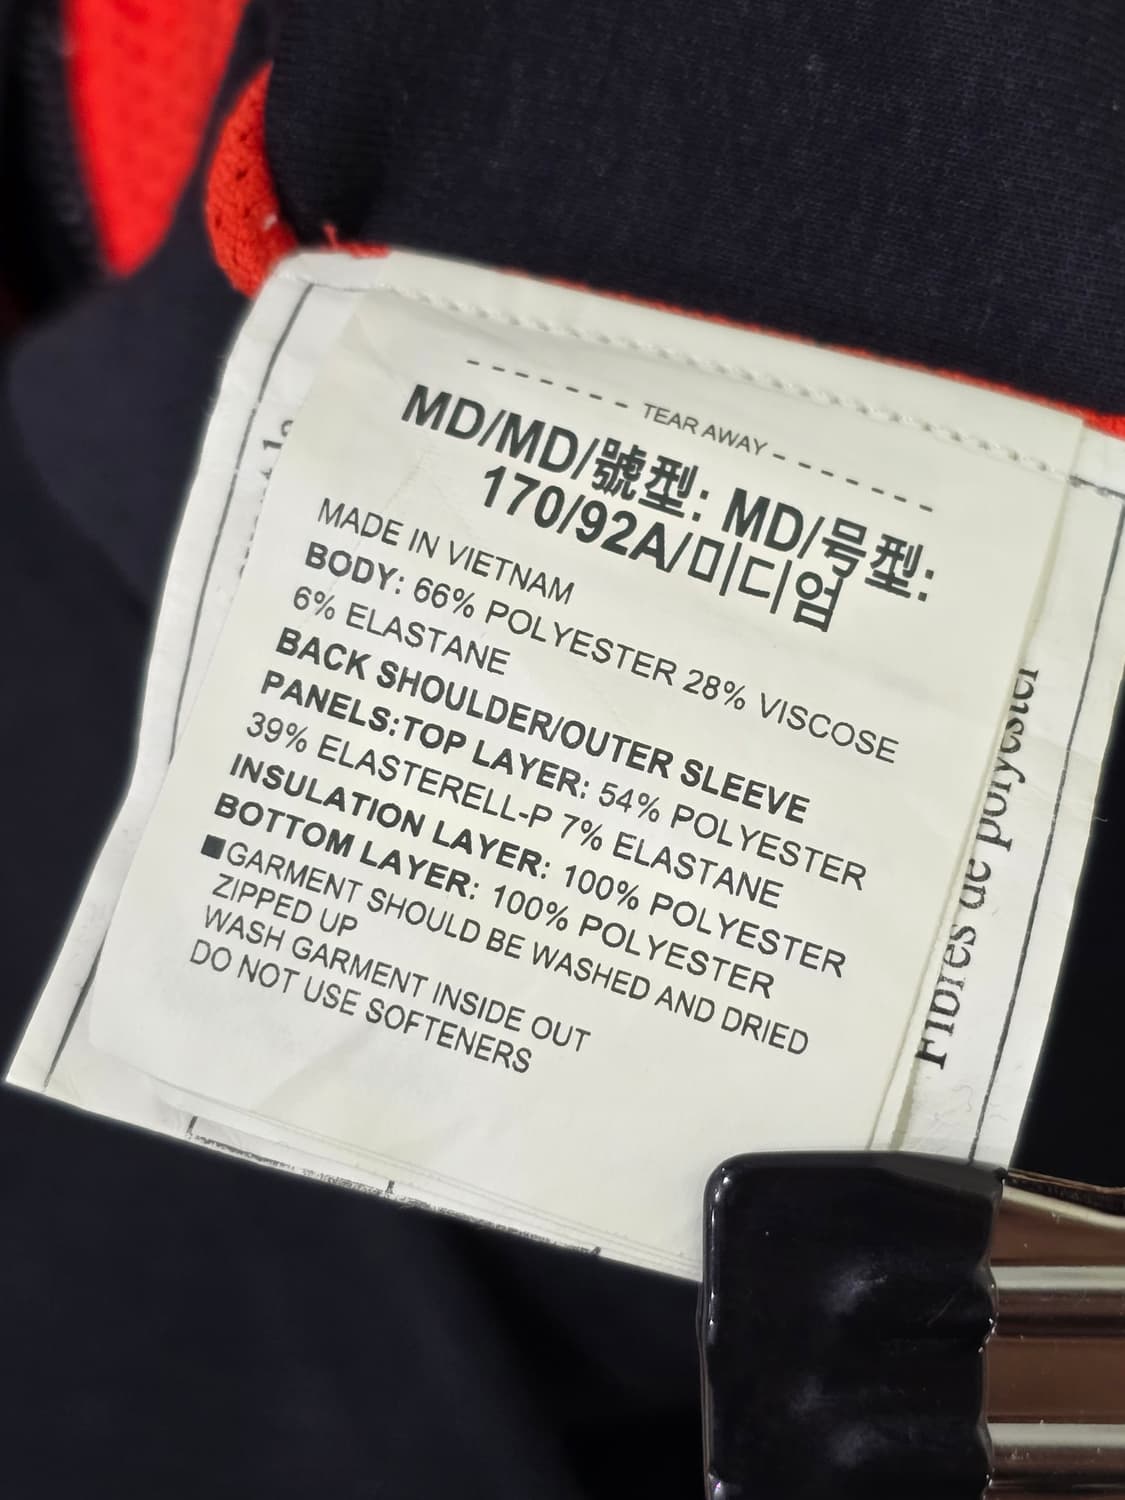 TEAR AWAY
MD/MD/號型: MD/号型:
170/92A/미디엄
MADE IN VIETNAM
BODY: 66% POLYESTER 28% VISCOSE
6% ELASTANE
BACK SHOULDER/OUTER SLEEVE
PANELS:TOP LAYER: 54% POLYESTER
39% ELASTERELL-P 7% ELASTANE
INSULATION LAYER: 100% POLYESTER
BOTTOM LAYER: 100% POLYESTER
■GARMENT SHOULD BE WASHED AND DRIED
ZIPPED UP
WASH GARMENT INSIDE OUT
DO NOT USE SOFTENERS
Fibres de polyester